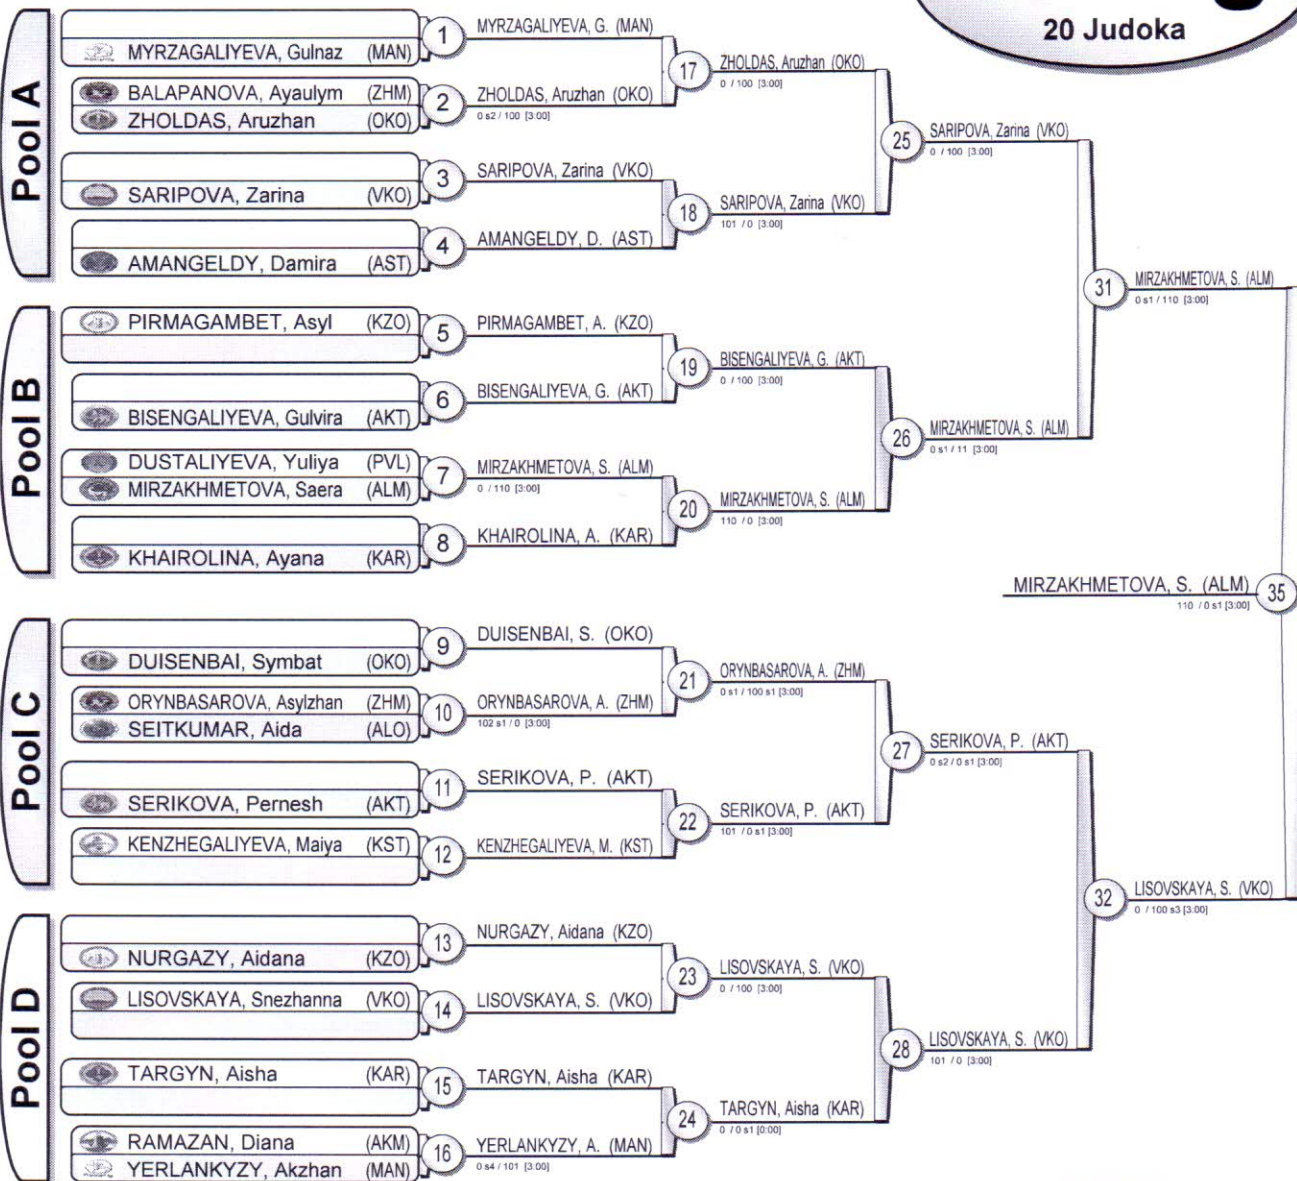 20 Judoka
Pool A
MYRZAGALIYEVA, Gulnaz (MAN)
1
BALAPANOVA, Ayaulym (ZHM)
ZHOLDAS, Aruzhan (OKO)
2
SARIPOVA, Zarina (VKO)
3
AMANGELDY, Damira (AST)
4
MYRZAGALIYEVA, G. (MAN)
ZHOLDAS, Aruzhan (OKO)
0 s2 / 100 [3:00]
SARIPOVA, Zarina (VKO)
AMANGELDY, D. (AST)
17
ZHOLDAS, Aruzhan (OKO)
0 / 100 [3:00]
18
SARIPOVA, Zarina (VKO)
101 / 0 [3:00]
25
SARIPOVA, Zarina (VKO)
0 / 100 [3:00]
Pool B
PIRMAGAMBET, Asyl (KZO)
5
BISENGALIYEVA, Gulvira (AKT)
6
DUSTALIYEVA, Yuliya (PVL)
MIRZAKHMETOVA, Saera (ALM)
7
KHAIROLINA, Ayana (KAR)
8
PIRMAGAMBET, A. (KZO)
BISENGALIYEVA, G. (AKT)
MIRZAKHMETOVA, S. (ALM)
0 / 110 [3:00]
KHAIROLINA, A. (KAR)
19
BISENGALIYEVA, G. (AKT)
0 / 100 [3:00]
20
MIRZAKHMETOVA, S. (ALM)
110 / 0 [3:00]
26
MIRZAKHMETOVA, S. (ALM)
0 s1 / 11 [3:00]
31
MIRZAKHMETOVA, S. (ALM)
0 s1 / 110 [3:00]
MIRZAKHMETOVA, S. (ALM)
110 / 0 s1 [3:00]
35
Pool C
DUISENBAI, Symbat (OKO)
9
ORYNBASAROVA, Asylzhan (ZHM)
SEITKUMAR, Aida (ALO)
10
SERIKOVA, Pernesh (AKT)
11
KENZHEGALIYEVA, Maiya (KST)
12
DUISENBAI, S. (OKO)
ORYNBASAROVA, A. (ZHM)
102 s1 / 0 [3:00]
SERIKOVA, P. (AKT)
KENZHEGALIYEVA, M. (KST)
21
ORYNBASAROVA, A. (ZHM)
0 s1 / 100 s1 [3:00]
22
SERIKOVA, P. (AKT)
101 / 0 s1 [3:00]
27
SERIKOVA, P. (AKT)
0 s2 / 0 s1 [3:00]
Pool D
NURGAZY, Aidana (KZO)
13
LISOVSKAYA, Snezhanna (VKO)
14
TARGYN, Aisha (KAR)
15
RAMAZAN, Diana (AKM)
YERLANKYZY, Akzhan (MAN)
16
NURGAZY, Aidana (KZO)
LISOVSKAYA, S. (VKO)
TARGYN, Aisha (KAR)
YERLANKYZY, A. (MAN)
0 s4 / 101 [3:00]
23
LISOVSKAYA, S. (VKO)
0 / 100 [3:00]
24
TARGYN, Aisha (KAR)
0 / 0 s1 [0:00]
28
LISOVSKAYA, S. (VKO)
101 / 0 [3:00]
32
LISOVSKAYA, S. (VKO)
0 / 100 s3 [3:00]